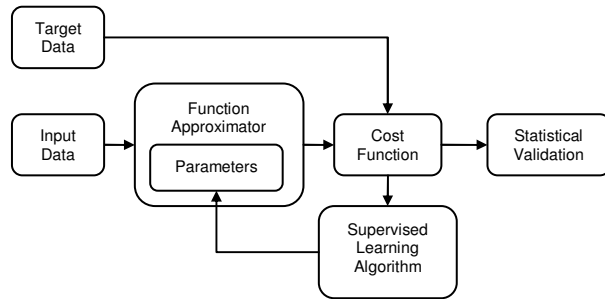 Target
Data
Input
Data
Function
Approximator
Parameters
Cost
Function
Statistical
Validation
Supervised
Learning
Algorithm